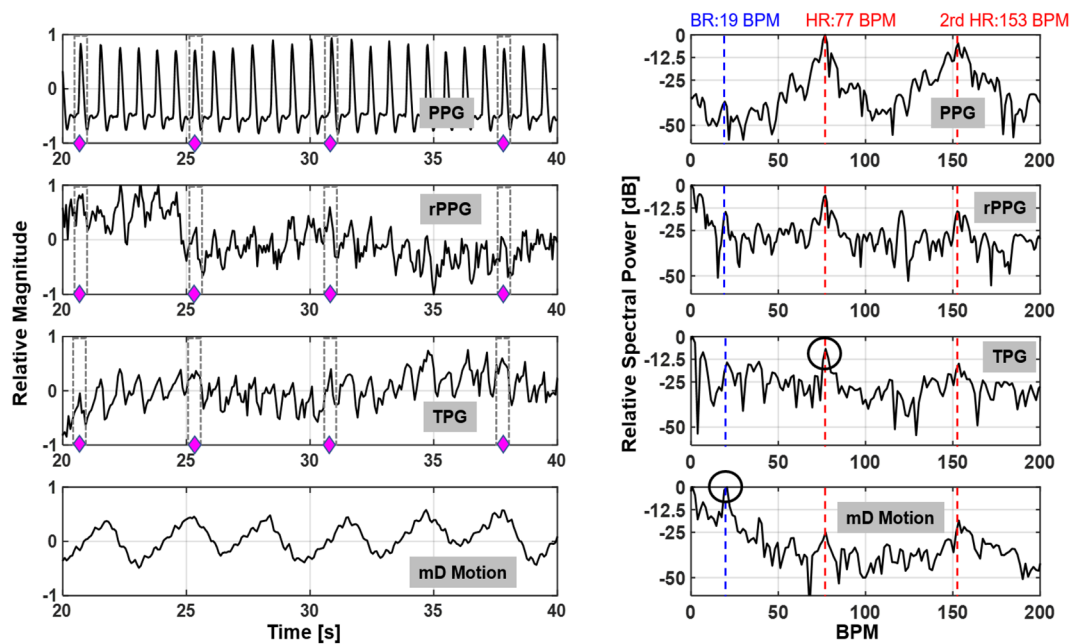 BR:19 BPM HR:77 BPM 2rd HR:153 BPM
1
0
-1
20 25 30 35 40
PPG
1
0
-1
20 25 30 35 40
rPPG
1
0
-1
20 25 30 35 40
TPG
1
0
-1
20 25 30 35 40
mD Motion
Relative Magnitude
Time [s]
0
-12.5
-25
-50
0 50 100 150 200
PPG
0
-12.5
-25
-50
0 50 100 150 200
rPPG
0
-12.5
-25
-50
0 50 100 150 200
TPG
0
-12.5
-25
-50
0 50 100 150 200
mD Motion
Relative Spectral Power [dB]
BPM